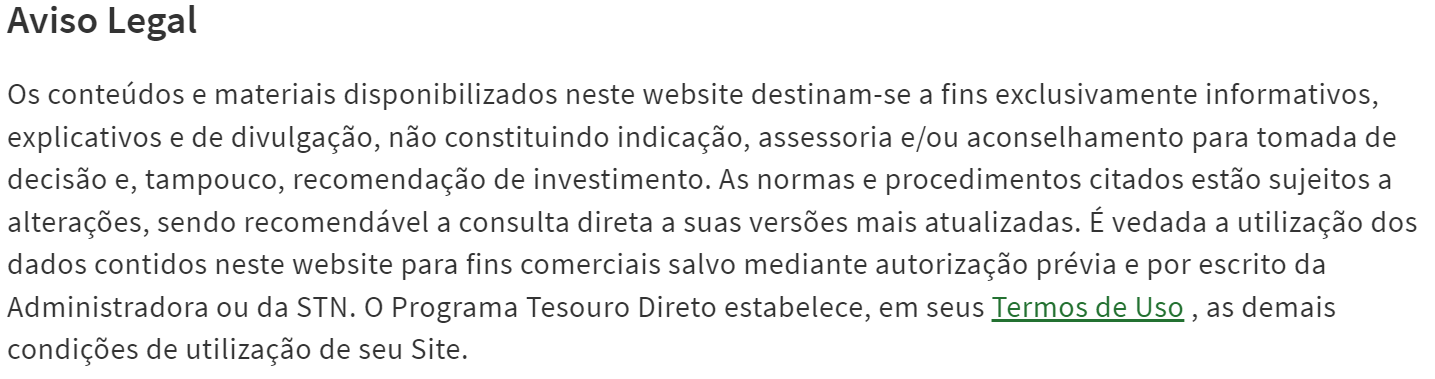 Aviso Legal
Os conteúdos e materiais disponibilizados neste website destinam-se a fins exclusivamente informativos,
explicativos e de divulgação, não constituindo indicação, assessoria e/ou aconselhamento para tomada de
decisão e, tampouco, recomendação de investimento. As normas e procedimentos citados estão sujeitos a
alterações, sendo recomendável a consulta direta a suas versões mais atualizadas. É vedada a utilização dos
dados contidos neste website para fins comerciais salvo mediante autorização prévia e por escrito da
Administradora ou da STN. O Programa Tesouro Direto estabelece, em seus Termos de Uso , as demais
condições de utilização de seu Site.